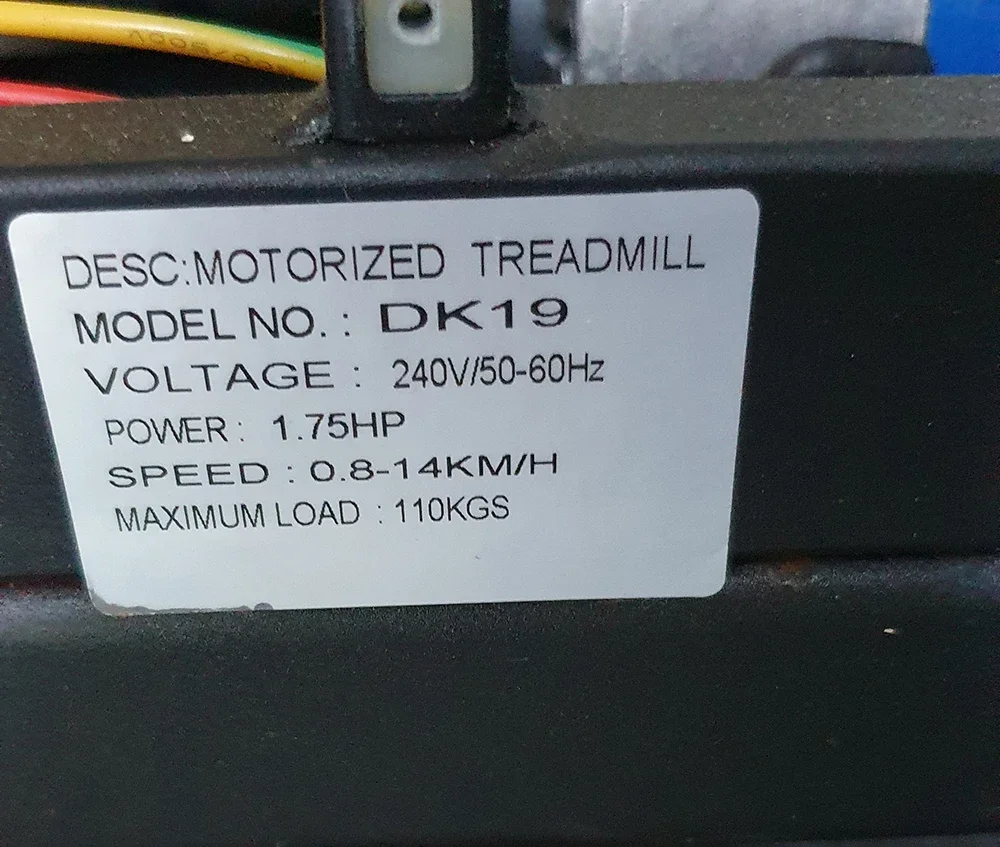 DESC:MOTORIZED TREADMILL
MODEL NO. : DK19
VOLTAGE : 240V/50-60Hz
POWER : 1.75HP
SPEED : 0.8-14KM/H
MAXIMUM LOAD : 110KGS